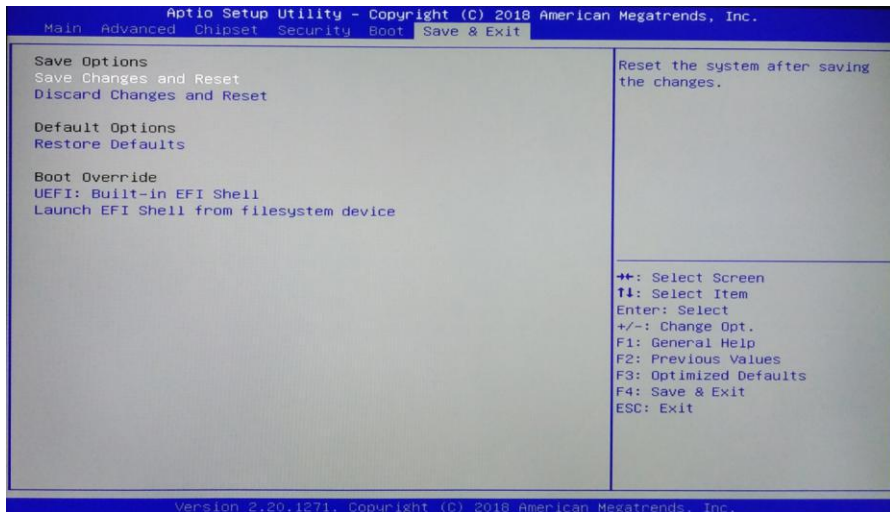 Aptio Setup Utility – Copyright (C) 2018 American Megatrends, Inc.
Main Advanced Chipset Security Boot Save & Exit
Save Options
Save Changes and Reset
Discard Changes and Reset
Default Options
Restore Defaults
Boot Override
UEFI: Built-in EFI Shell
Launch EFI Shell from filesystem device
Reset the system after saving
the changes.
→←: Select Screen
↑↓: Select Item
Enter: Select
+/-: Change Opt.
F1: General Help
F2: Previous Values
F3: Optimized Defaults
F4: Save & Exit
ESC: Exit
Version 2.20.1271. Copyright (C) 2018 American Megatrends, Inc.